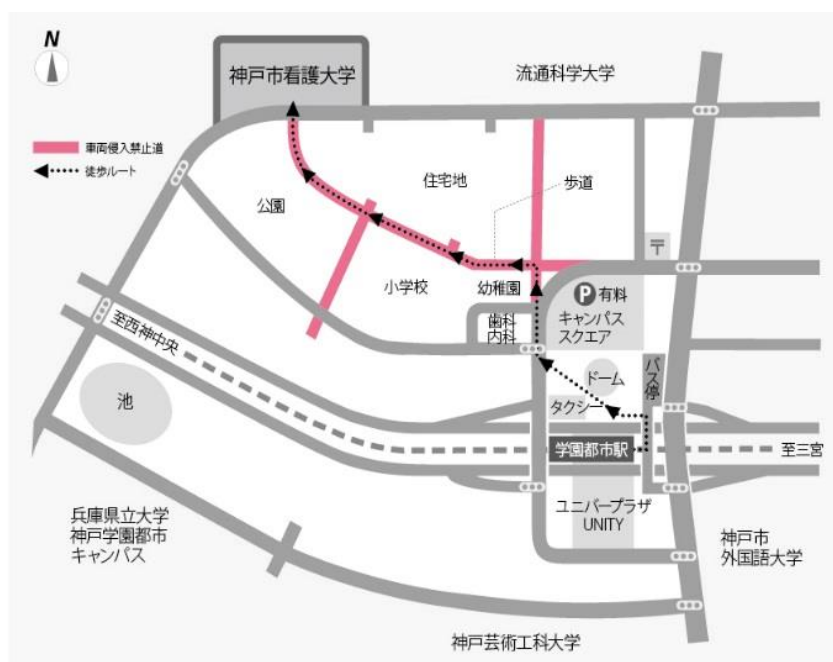 N
神戸市看護大学
流通科学大学
車両侵入禁止道
徒歩ルート
住宅地
歩道
公園
〒
小学校
幼稚園
P 有料
キャンパス
スクエア
歯科
内科
至西神中央
ドーム
バス停
タクシー
池
学園都市駅
至三宮
ユニバープラザ
UNITY
兵庫県立大学
神戸学園都市
キャンパス
神戸市
外国語大学
神戸芸術工科大学